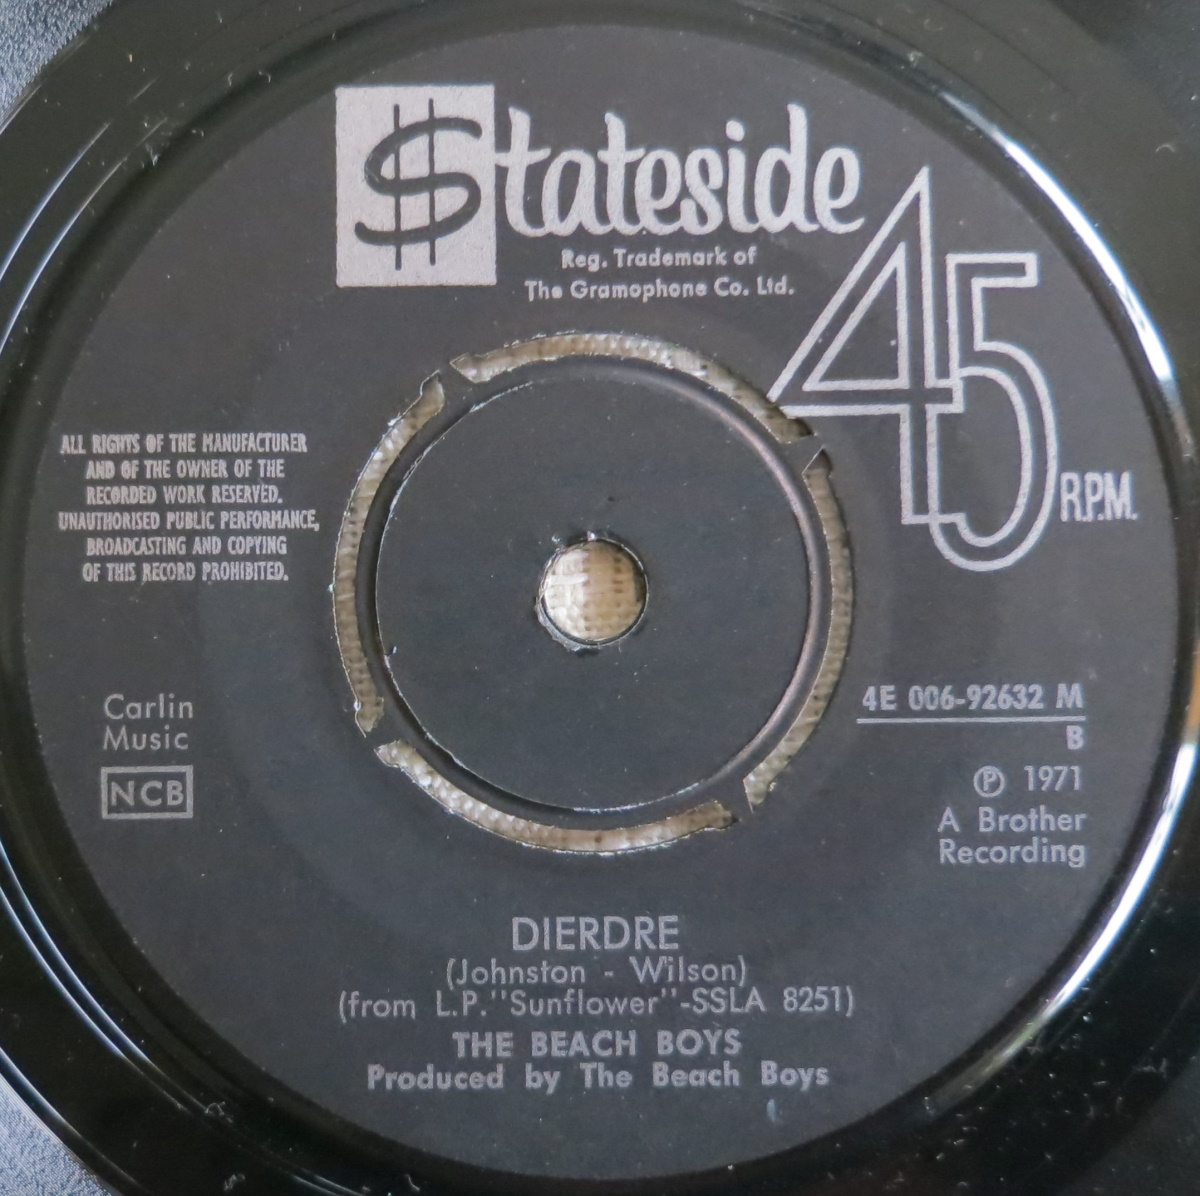 $tateside
Reg. Trademark of
The Gramophone Co. Ltd.
45
R.P.M.
ALL RIGHTS OF THE MANUFACTURER
AND OF THE OWNER OF THE
RECORDED WORK RESERVED.
UNAUTHORISED PUBLIC PERFORMANCE,
BROADCASTING AND COPYING
OF THIS RECORD PROHIBITED.
Carlin
Music
NCB
4E 006-92632 M
B
℗ 1971
A Brother
Recording
DIERDRE
(Johnston - Wilson)
(from L.P."Sunflower"-SSLA 8251)
THE BEACH BOYS
Produced by The Beach Boys